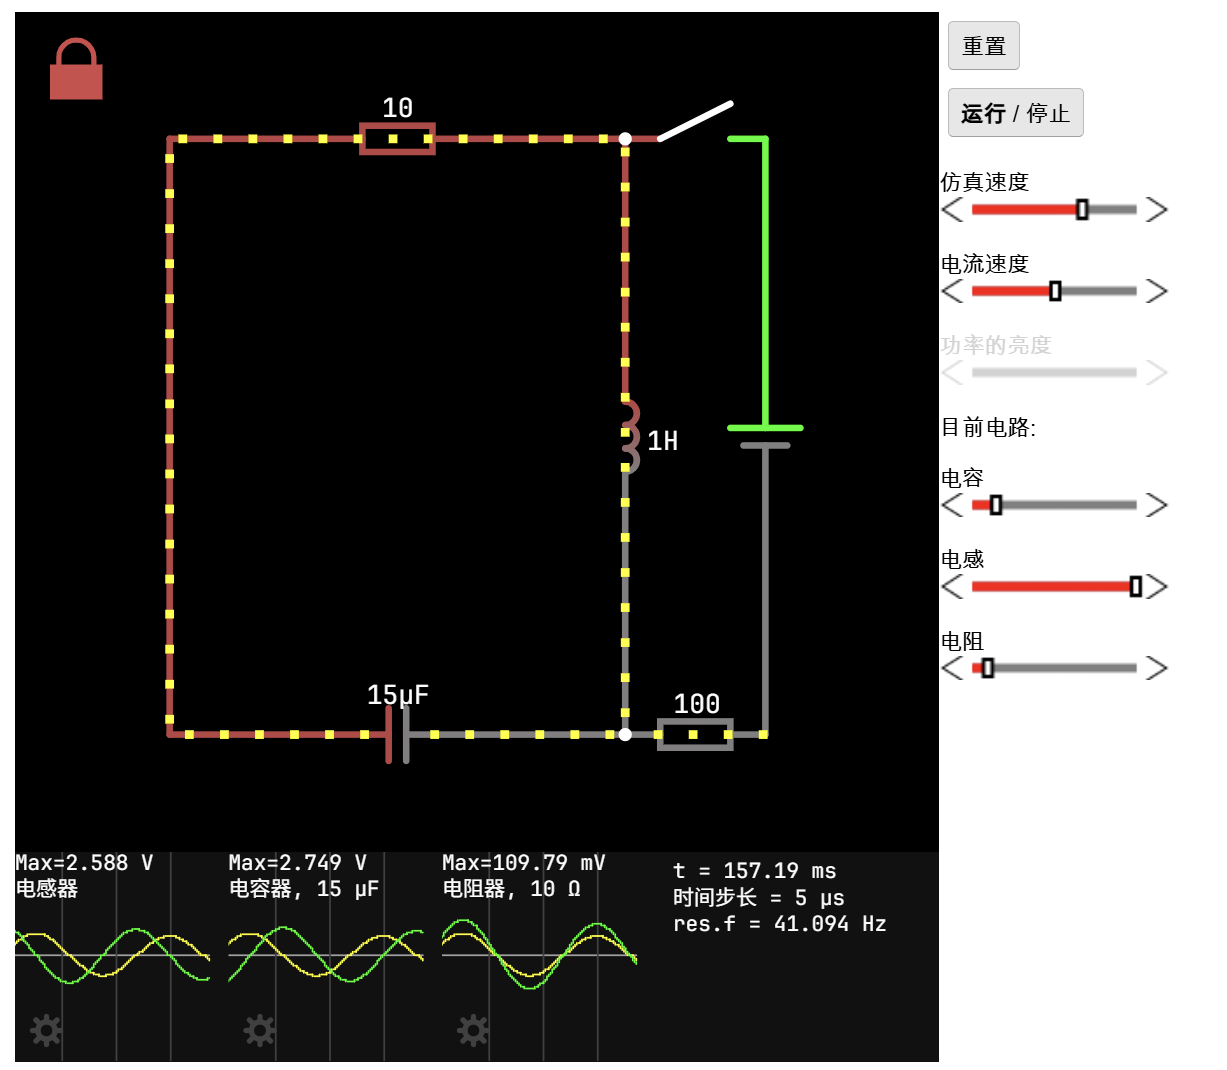 10
1H
15μF
100
Max=2.588 V
电感器
Max=2.749 V
电容器, 15 μF
Max=109.79 mV
电阻器, 10 Ω
t = 157.19 ms
时间步长 = 5 μs
res.f = 41.094 Hz
重置
运行 / 停止
仿真速度
电流速度
功率的亮度
目前电路:
电容
电感
电阻